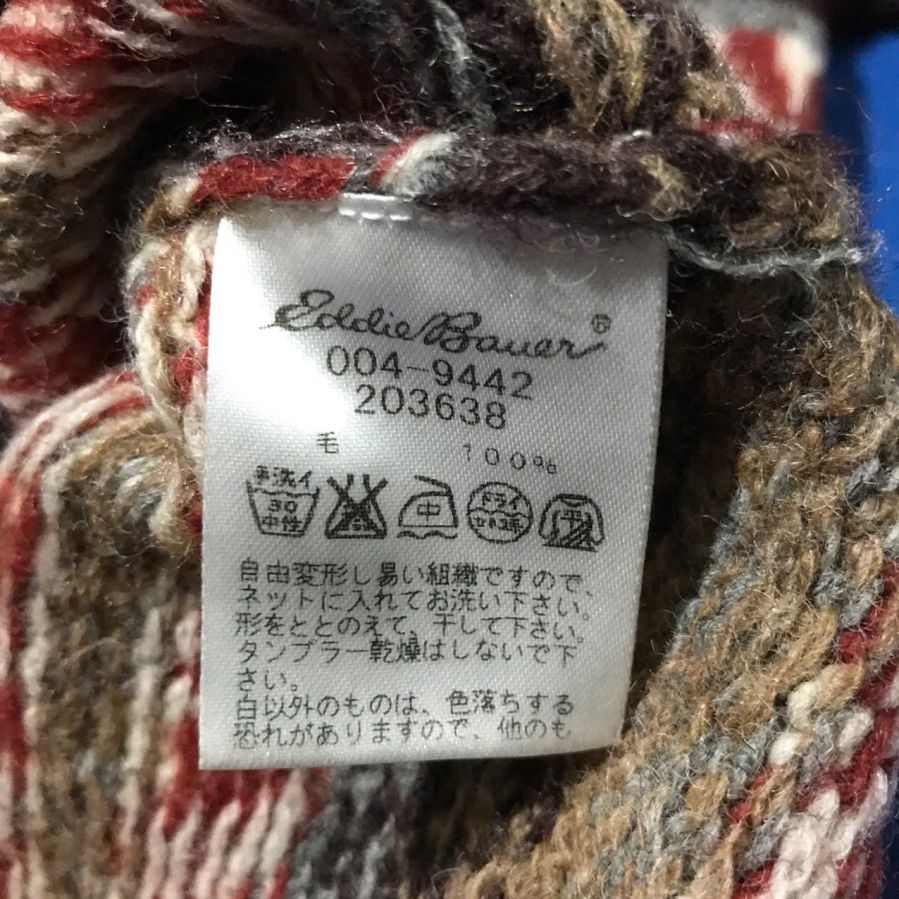 Eddie Bauer®
004-9442
203638
毛 100%
手洗イ 30 中性 中 ドライ セキユ系 平
自由変形し易い組織ですので、
ネットに入れてお洗い下さい。
形をととのえて、干して下さい。
タンブラー乾燥はしないで下
さい。
白以外のものは、色落ちする
恐れがありますので、他のも